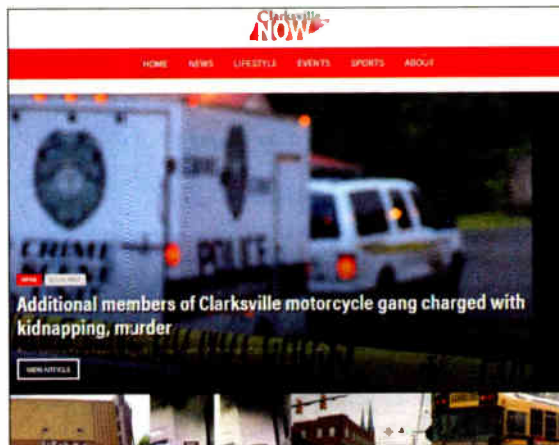 Clarksville
NOW
HOME NEWS LIFESTYLE EVENTS SPORTS ABOUT
CRIME
POLICE
NEWS
Additional members of Clarksville motorcycle gang charged with
kidnapping, murder
VIEW ARTICLE